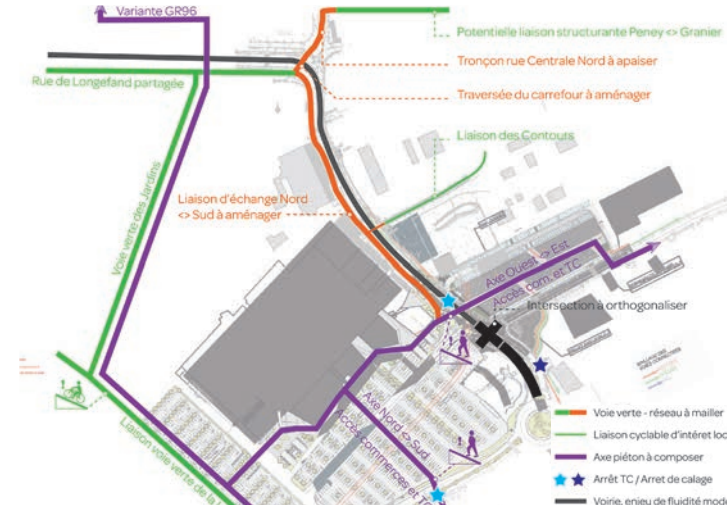 Variante GR96
Potentielle liaison structurante Peney <> Granier
Tronçon rue Centrale Nord à apaiser
Rue de Longefand partagée
Traversée du carrefour à aménager
Liaison des Contours
Voie verte des Jardins
Liaison d'échange Nord
<> Sud à aménager
Axe Ouest <> Est
Accès com. et TC
Intersection à orthogonaliser
Axe Nord <> Sud
Accès commerces et TC
Liaison voie verte de la
Voie verte - réseau à mailler
Liaison cyclable d'intéret loc
Axe piéton à composer
Arrêt TC / Arret de calage
Voirie, enjeu de fluidité mod